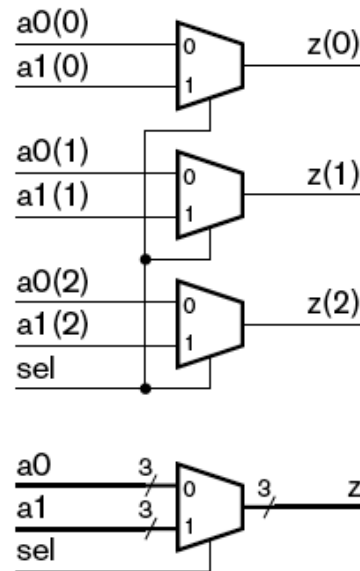 a0(0)
0
z(0)
a1(0)
1
a0(1)
0
z(1)
a1(1)
1
a0(2)
0
z(2)
a1(2)
1
sel
a0
3
0
3
z
a1
3
1
sel